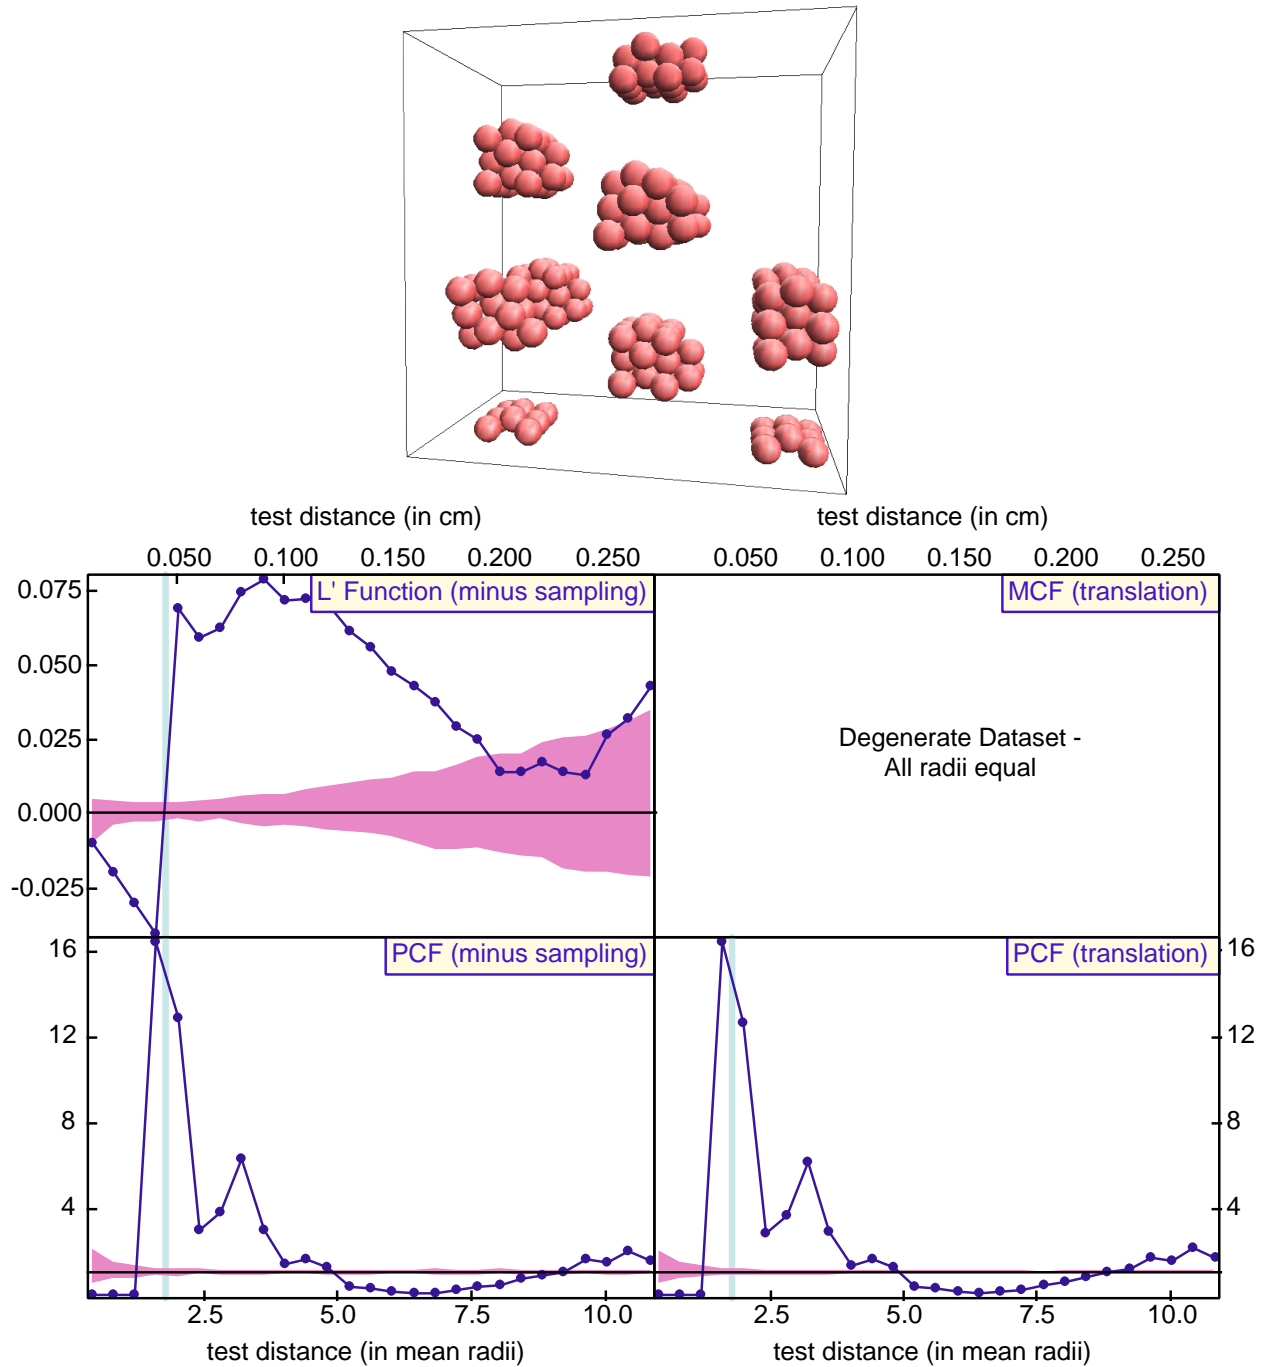 test distance (in cm)
test distance (in cm)
0.050 0.100 0.150 0.200 0.250
0.050 0.100 0.150 0.200 0.250
L' Function (minus sampling)
MCF (translation)
0.075
0.050
0.025
0.000
-0.025
Degenerate Dataset -
All radii equal
PCF (minus sampling)
PCF (translation)
16
12
8
4
16
12
8
4
2.5 5.0 7.5 10.0
2.5 5.0 7.5 10.0
test distance (in mean radii)
test distance (in mean radii)